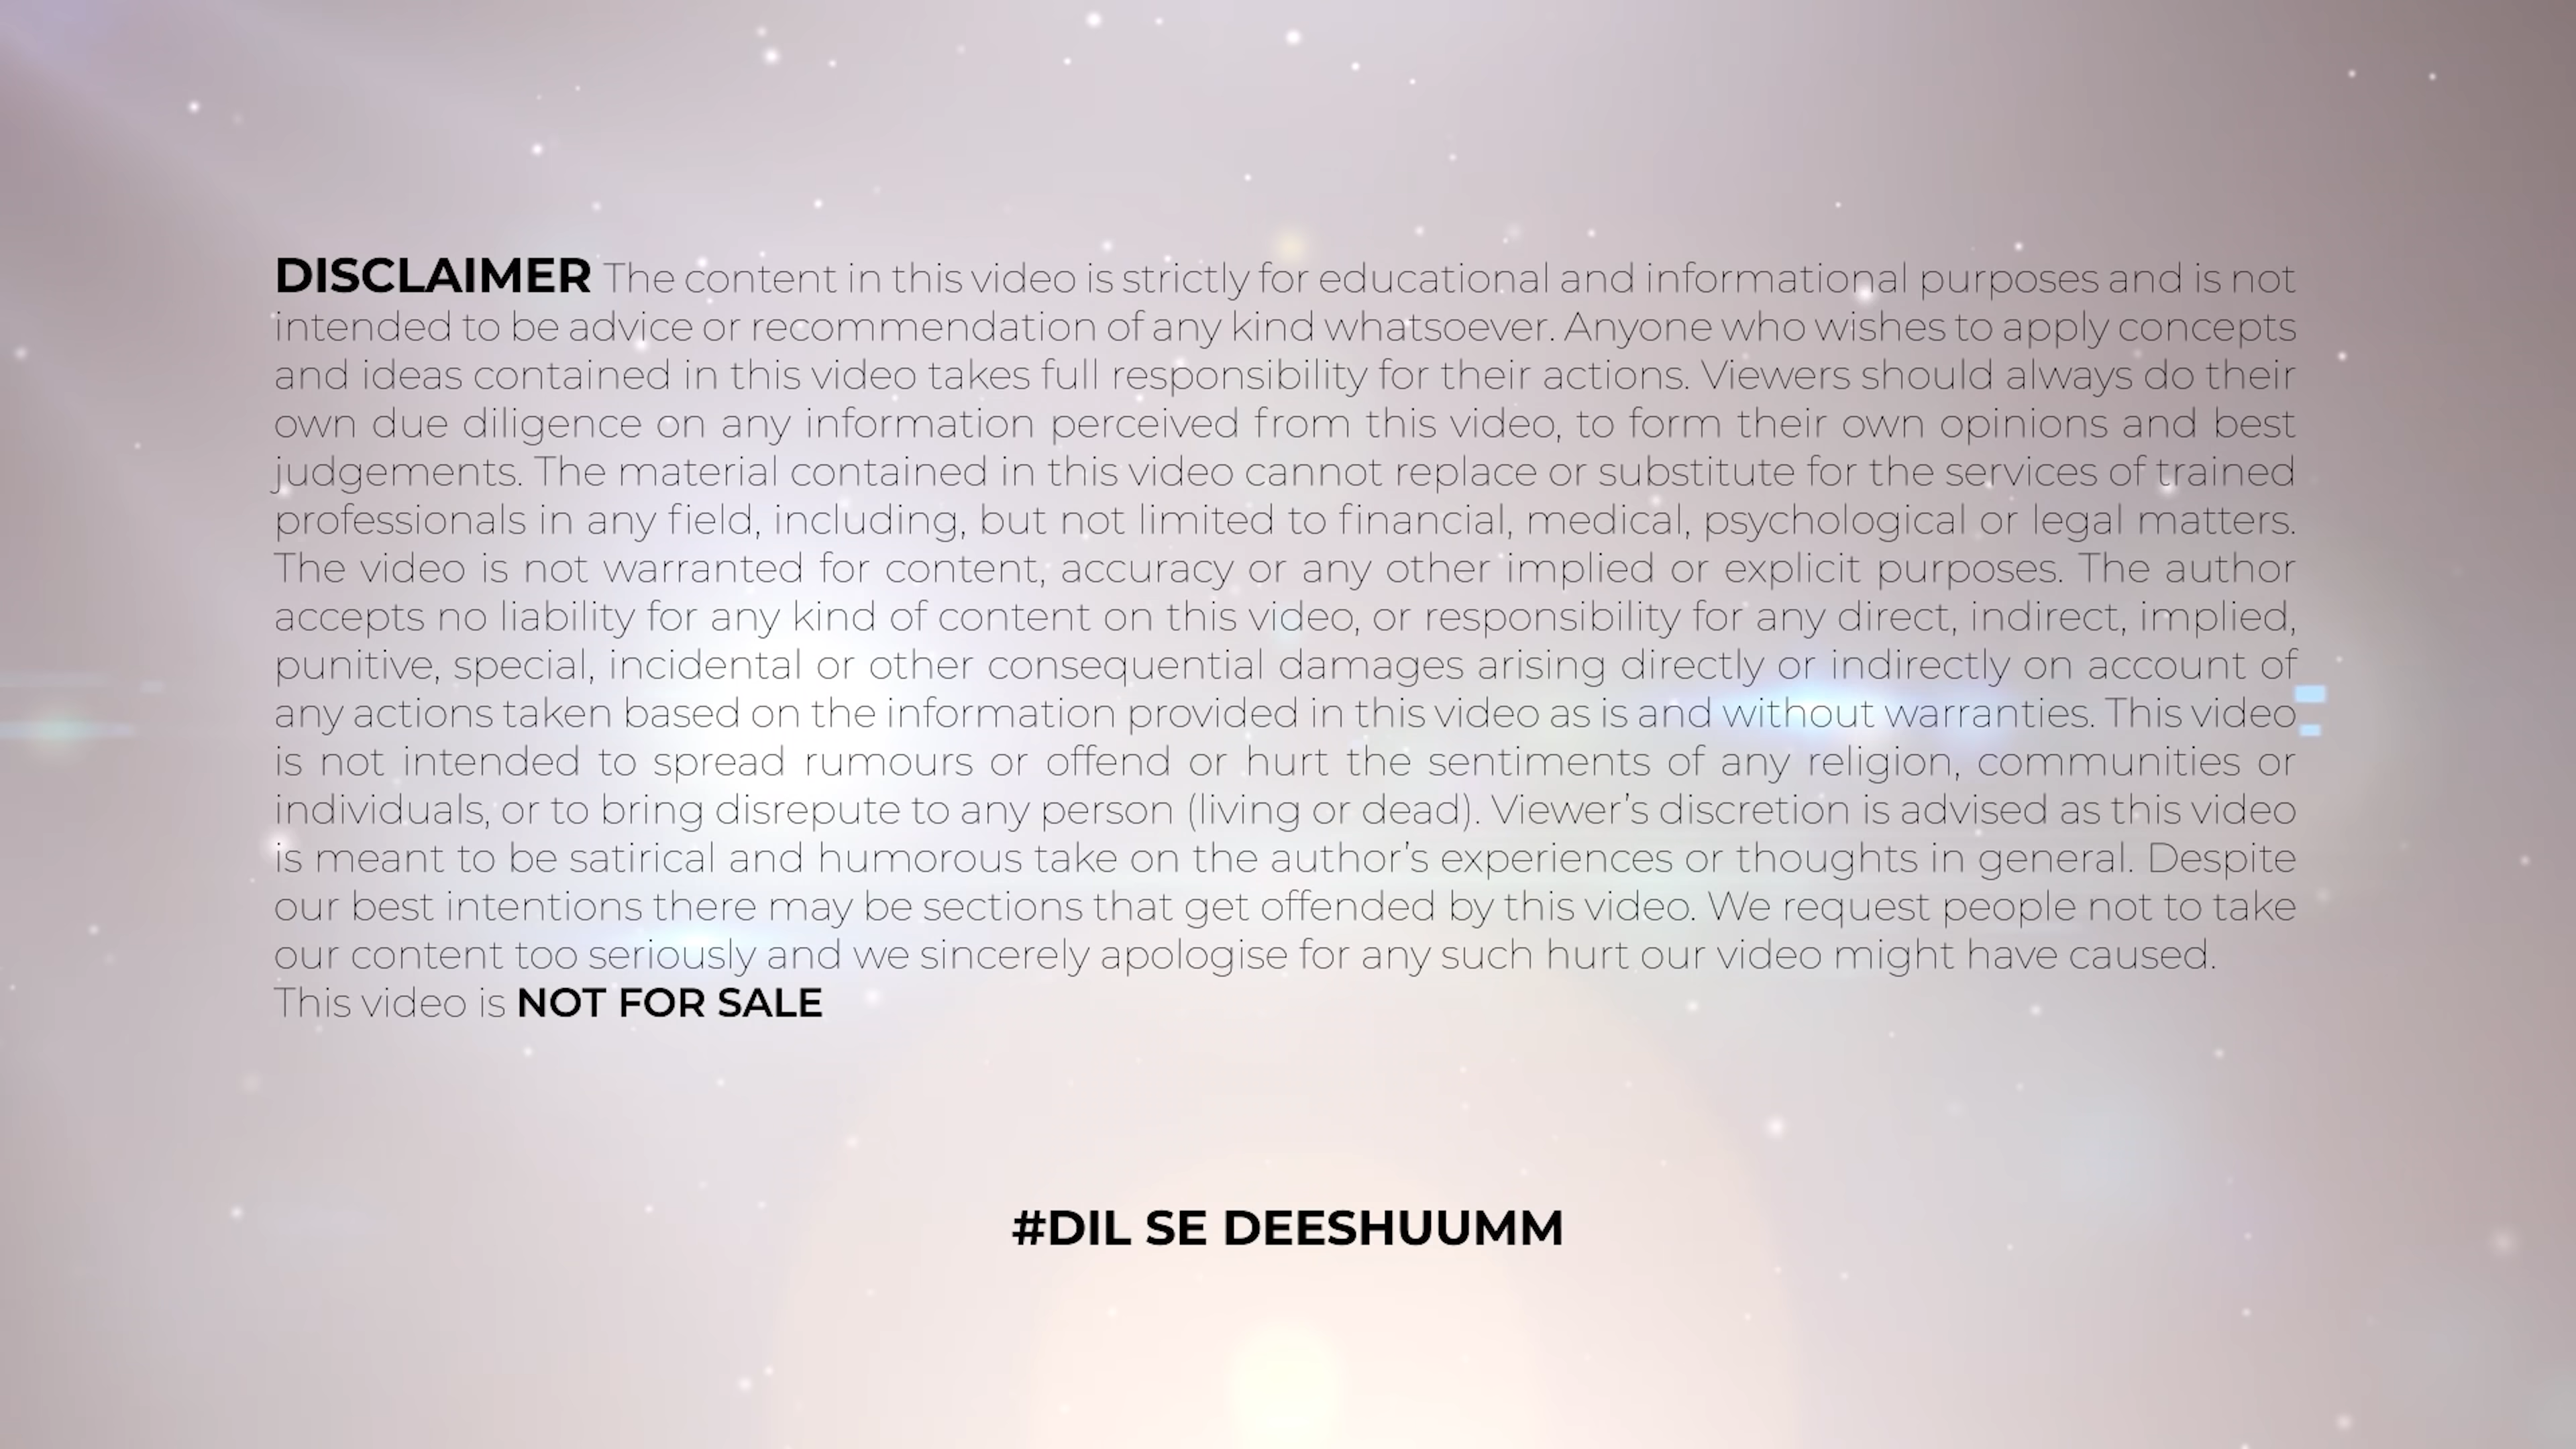 DISCLAIMER The content in this video is strictly for educational and informational purposes and is not
intended to be advice or recommendation of any kind whatsoever. Anyone who wishes to apply concepts
and ideas contained in this video takes full responsibility for their actions. Viewers should always do their
own due diligence on any information perceived from this video, to form their own opinions and best
judgements. The material contained in this video cannot replace or substitute for the services of trained
professionals in any field, including, but not limited to financial, medical, psychological or legal matters.
The video is not warranted for content, accuracy or any other implied or explicit purposes. The author
accepts no liability for any kind of content on this video, or responsibility for any direct, indirect, implied,
punitive, special, incidental or other consequential damages arising directly or indirectly on account of
any actions taken based on the information provided in this video as is and without warranties. This video
is not intended to spread rumours or offend or hurt the sentiments of any religion, communities or
individuals, or to bring disrepute to any person (living or dead). Viewer's discretion is advised as this video
is meant to be satirical and humorous take on the author's experiences or thoughts in general. Despite
our best intentions there may be sections that get offended by this video. We request people not to take
our content too seriously and we sincerely apologise for any such hurt our video might have caused.
This video is NOT FOR SALE
#DIL SE DEESHUUMM